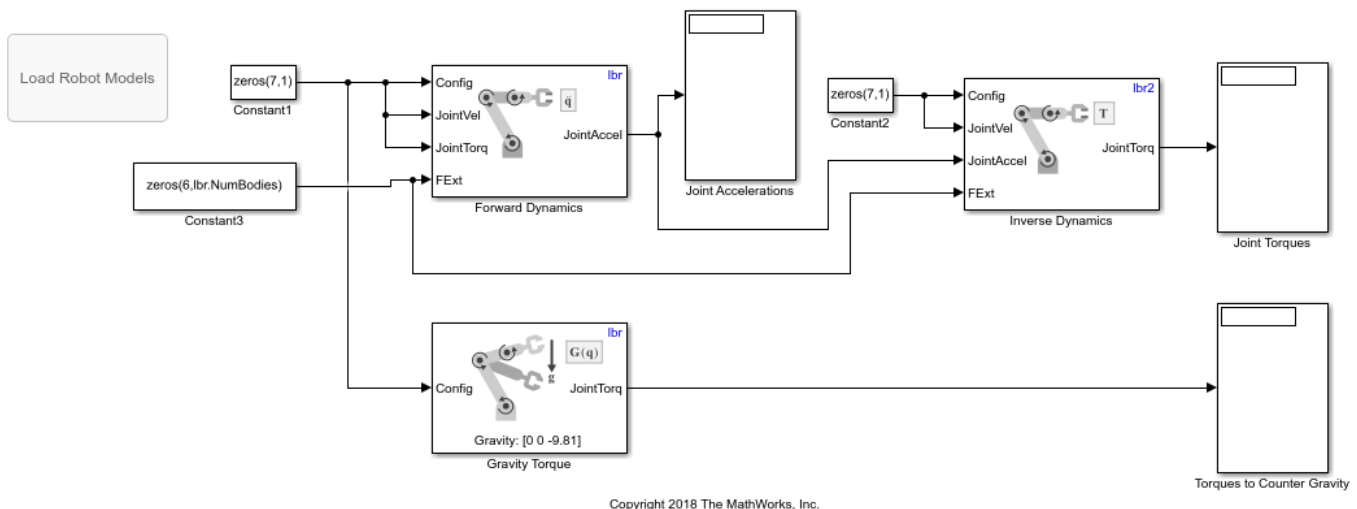 Load Robot Models
zeros(7,1)
Constant1
zeros(6,lbr.NumBodies)
Constant3
lbr
Config
JointVel
JointTorq
FExt
q̈
JointAccel
Forward Dynamics
Joint Accelerations
zeros(7,1)
Constant2
lbr2
Config
JointVel
JointAccel
FExt
T
JointTorq
Inverse Dynamics
Joint Torques
lbr
Config
G(q)
g
JointTorq
Gravity: [0 0 -9.81]
Gravity Torque
Torques to Counter Gravity
Copyright 2018 The MathWorks, Inc.